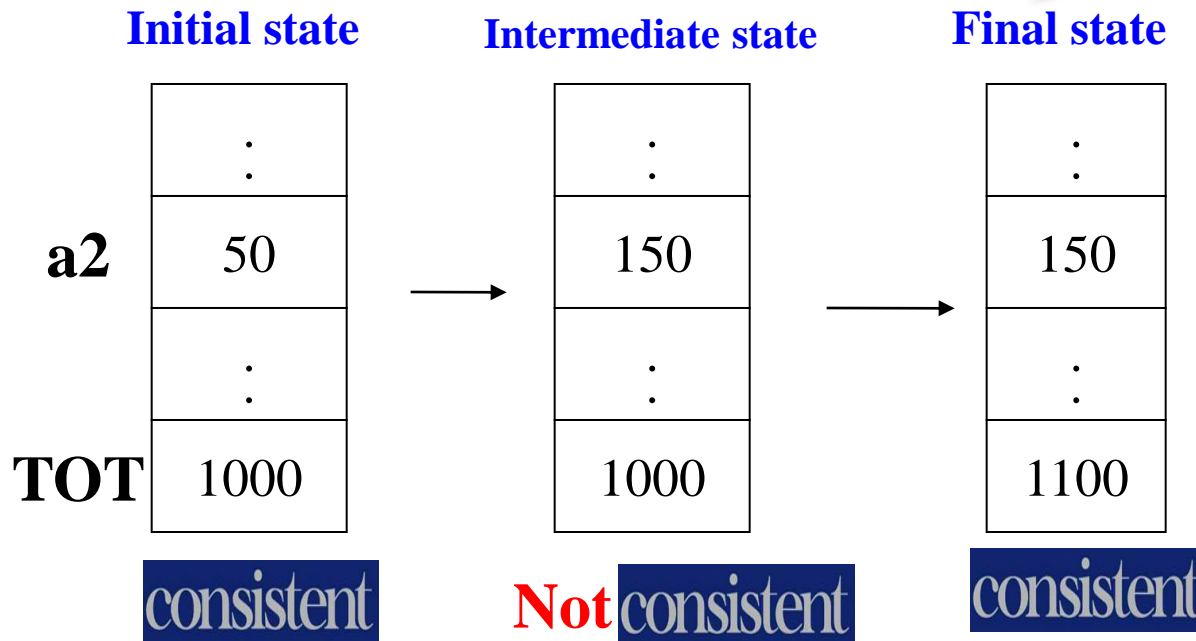 Initial state Intermediate state Final state
: : :
a2 50 150 150
: : :
TOT 1000 1000 1100
consistent Not consistent consistent